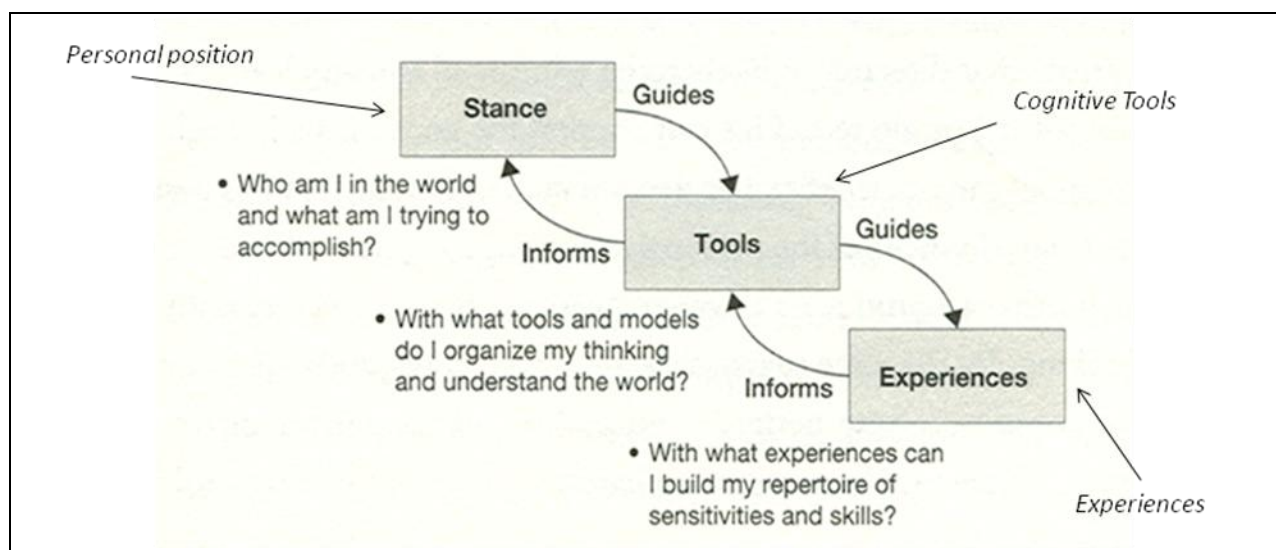 Personal position
Stance
Guides
Cognitive Tools
• Who am I in the world
and what am I trying to
accomplish?
Informs
Tools
Guides
• With what tools and models
do I organize my thinking
and understand the world?
Informs
Experiences
• With what experiences can
I build my repertoire of
sensitivities and skills?
Experiences